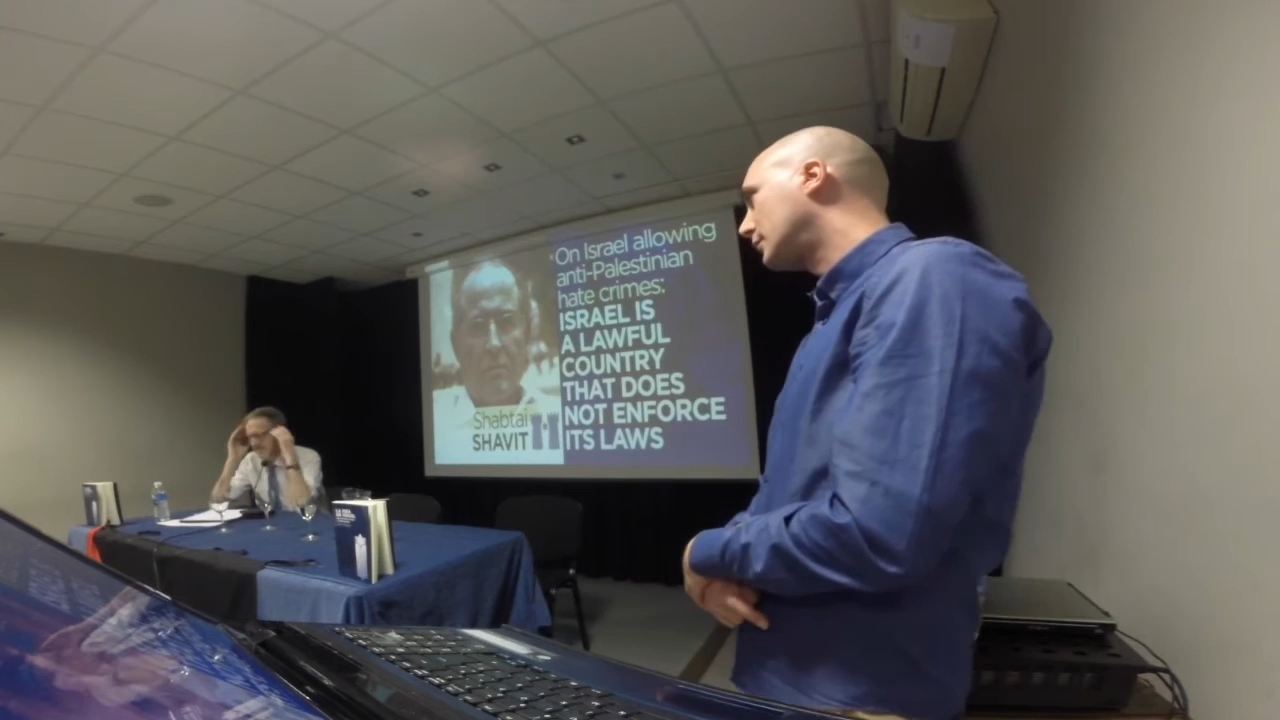 On Israel allowing
anti-Palestinian
hate crimes:
ISRAEL IS
A LAWFUL
COUNTRY
THAT DOES
NOT ENFORCE
ITS LAWS
Shabtai
SHAVIT